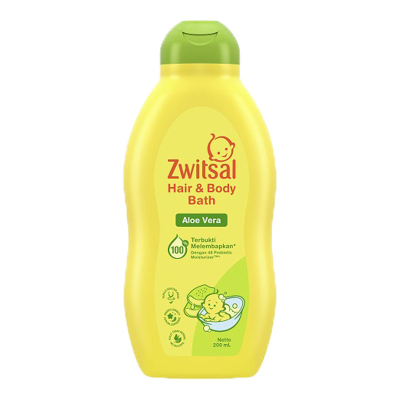 Zwitsal
Hair & Body
Bath
Aloe Vera
100%
Terbukti
Melembapkan*
Netto
200 mL